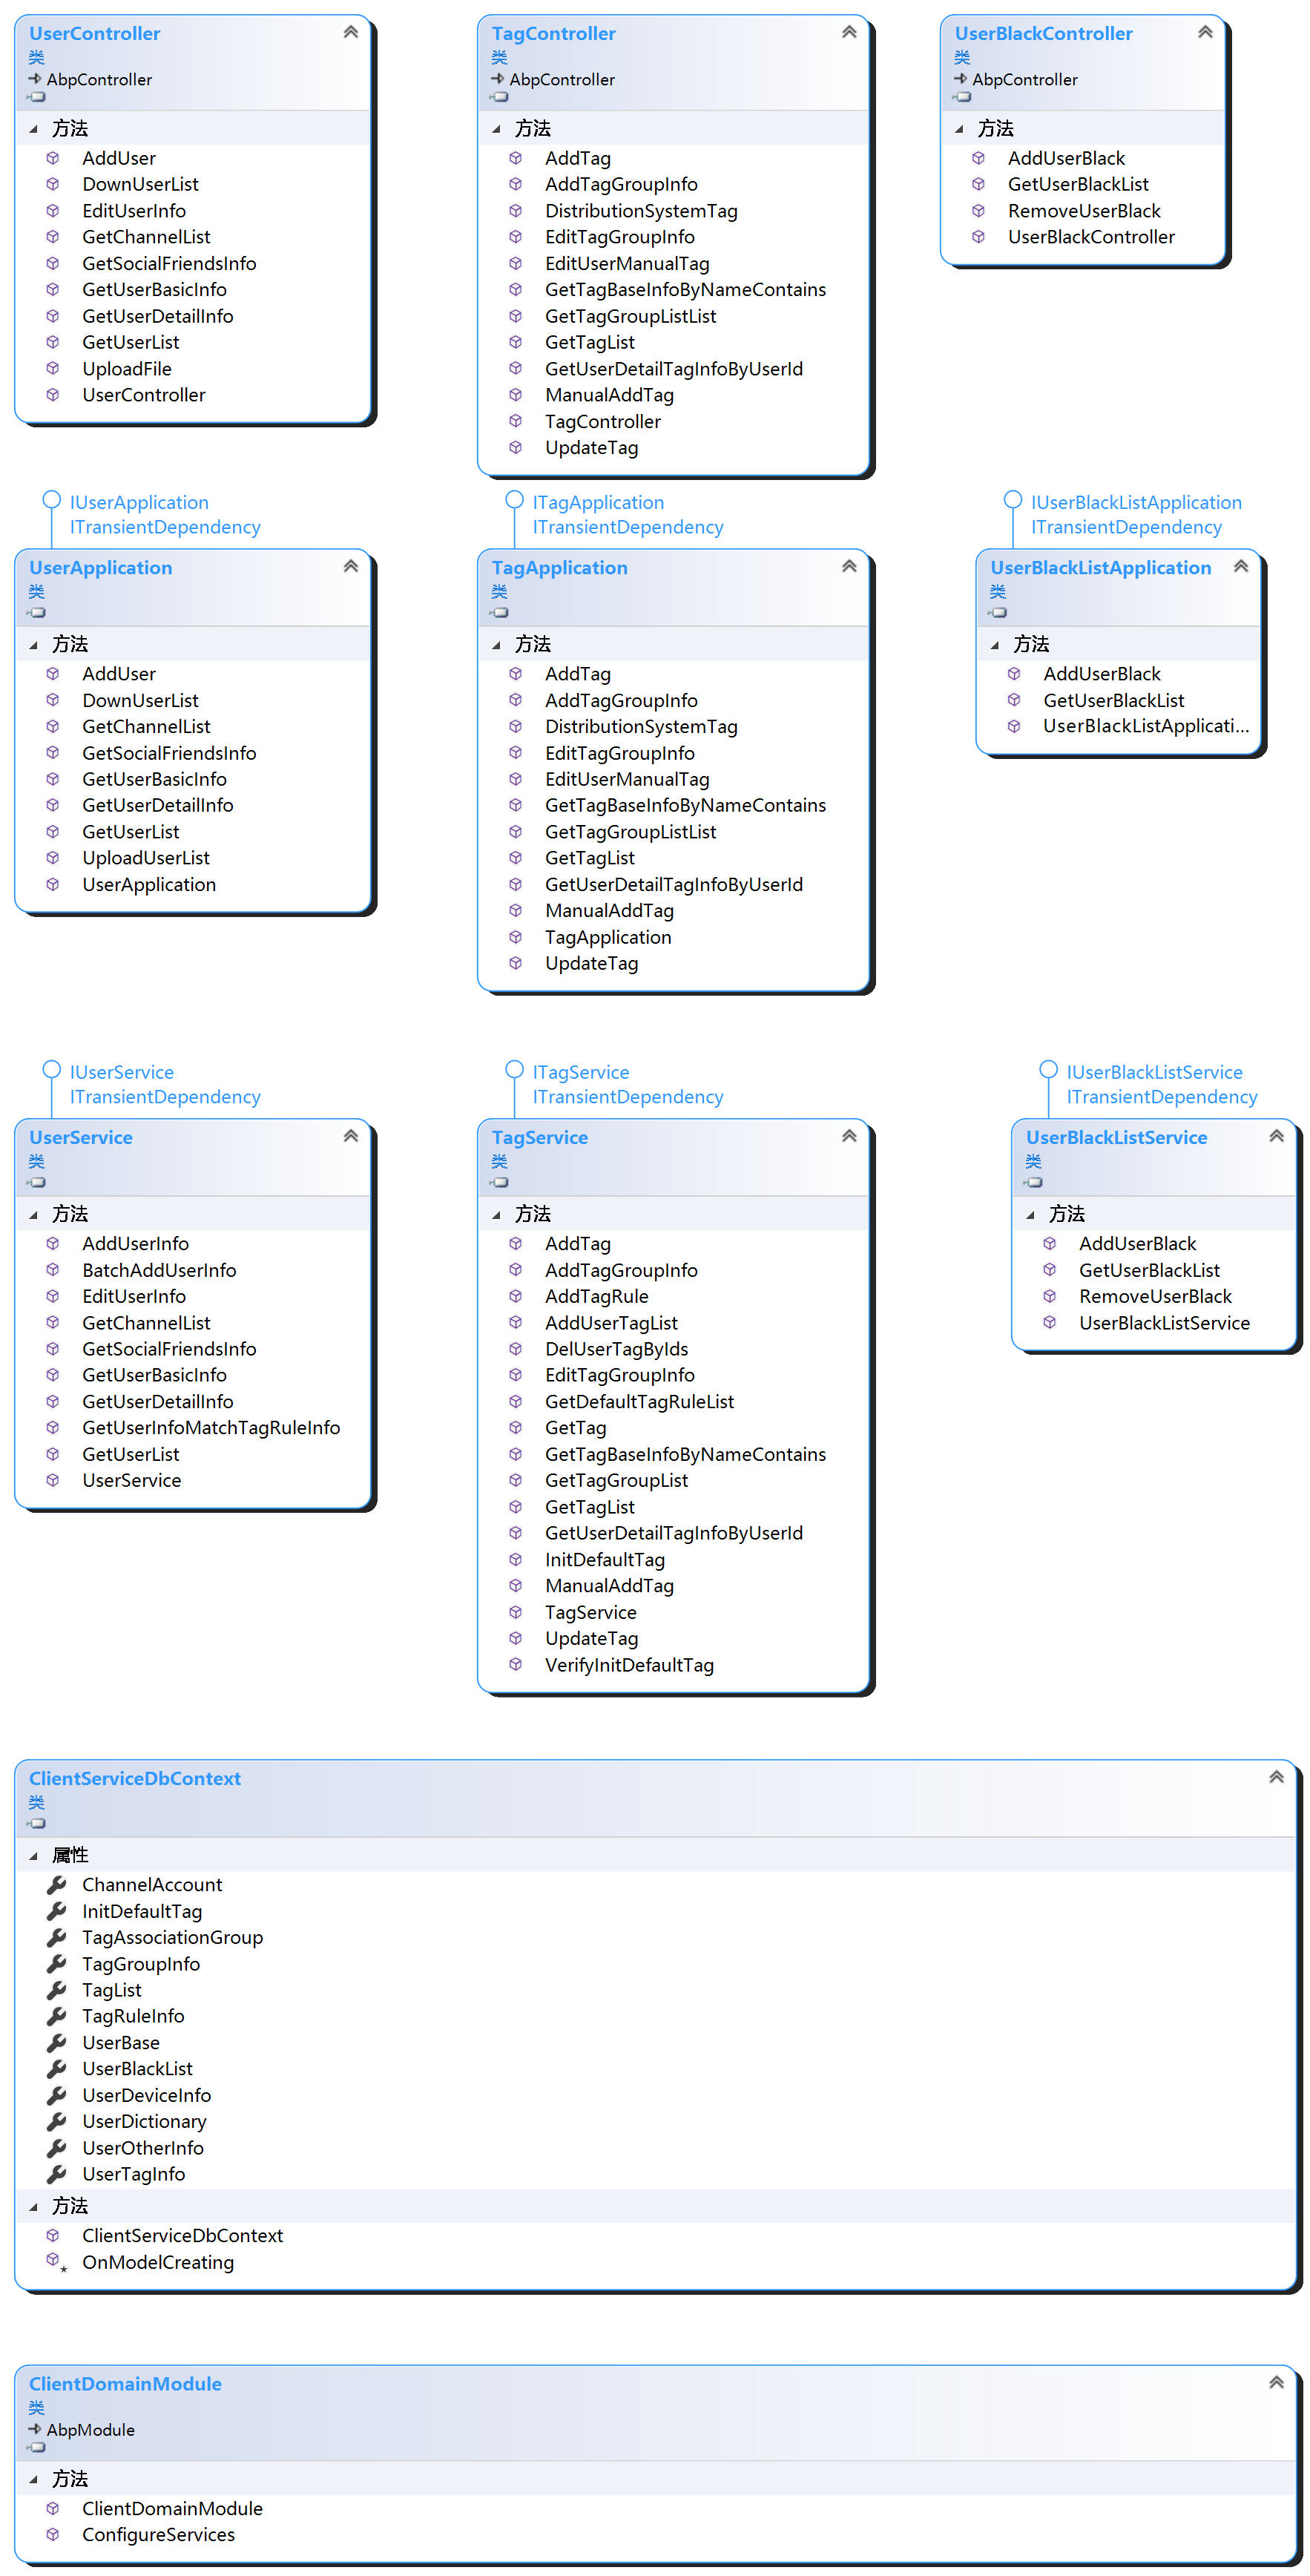 UserController
类
AbpController
方法
AddUser
DownUserList
EditUserInfo
GetChannelList
GetSocialFriendsInfo
GetUserBasicInfo
GetUserDetailInfo
GetUserList
UploadFile
UserController
TagController
类
AbpController
方法
AddTag
AddTagGroupInfo
DistributionSystemTag
EditTagGroupInfo
EditUserManualTag
GetTagBaseInfoByNameContains
GetTagGroupListList
GetTagList
GetUserDetailTagInfoByUserId
ManualAddTag
TagController
UpdateTag
UserBlackController
类
AbpController
方法
AddUserBlack
GetUserBlackList
RemoveUserBlack
UserBlackController
IUserApplication
ITransientDependency
UserApplication
类
方法
AddUser
DownUserList
GetChannelList
GetSocialFriendsInfo
GetUserBasicInfo
GetUserDetailInfo
GetUserList
UploadUserList
UserApplication
ITagApplication
ITransientDependency
TagApplication
类
方法
AddTag
AddTagGroupInfo
DistributionSystemTag
EditTagGroupInfo
EditUserManualTag
GetTagBaseInfoByNameContains
GetTagGroupListList
GetTagList
GetUserDetailTagInfoByUserId
ManualAddTag
TagApplication
UpdateTag
IUserBlackListApplication
ITransientDependency
UserBlackListApplication
类
方法
AddUserBlack
GetUserBlackList
UserBlackListApplicati...
IUserService
ITransientDependency
UserService
类
方法
AddUserInfo
BatchAddUserInfo
EditUserInfo
GetChannelList
GetSocialFriendsInfo
GetUserBasicInfo
GetUserDetailInfo
GetUserInfoMatchTagRuleInfo
GetUserList
UserService
ITagService
ITransientDependency
TagService
类
方法
AddTag
AddTagGroupInfo
AddTagRule
AddUserTagList
DelUserTagByIds
EditTagGroupInfo
GetDefaultTagRuleList
GetTag
GetTagBaseInfoByNameContains
GetTagGroupList
GetTagList
GetUserDetailTagInfoByUserId
InitDefaultTag
ManualAddTag
TagService
UpdateTag
VerifyInitDefaultTag
IUserBlackListService
ITransientDependency
UserBlackListService
类
方法
AddUserBlack
GetUserBlackList
RemoveUserBlack
UserBlackListService
ClientServiceDbContext
类
属性
ChannelAccount
InitDefaultTag
TagAssociationGroup
TagGroupInfo
TagList
TagRuleInfo
UserBase
UserBlackList
UserDeviceInfo
UserDictionary
UserOtherInfo
UserTagInfo
方法
ClientServiceDbContext
OnModelCreating
ClientDomainModule
类
AbpModule
方法
ClientDomainModule
ConfigureServices